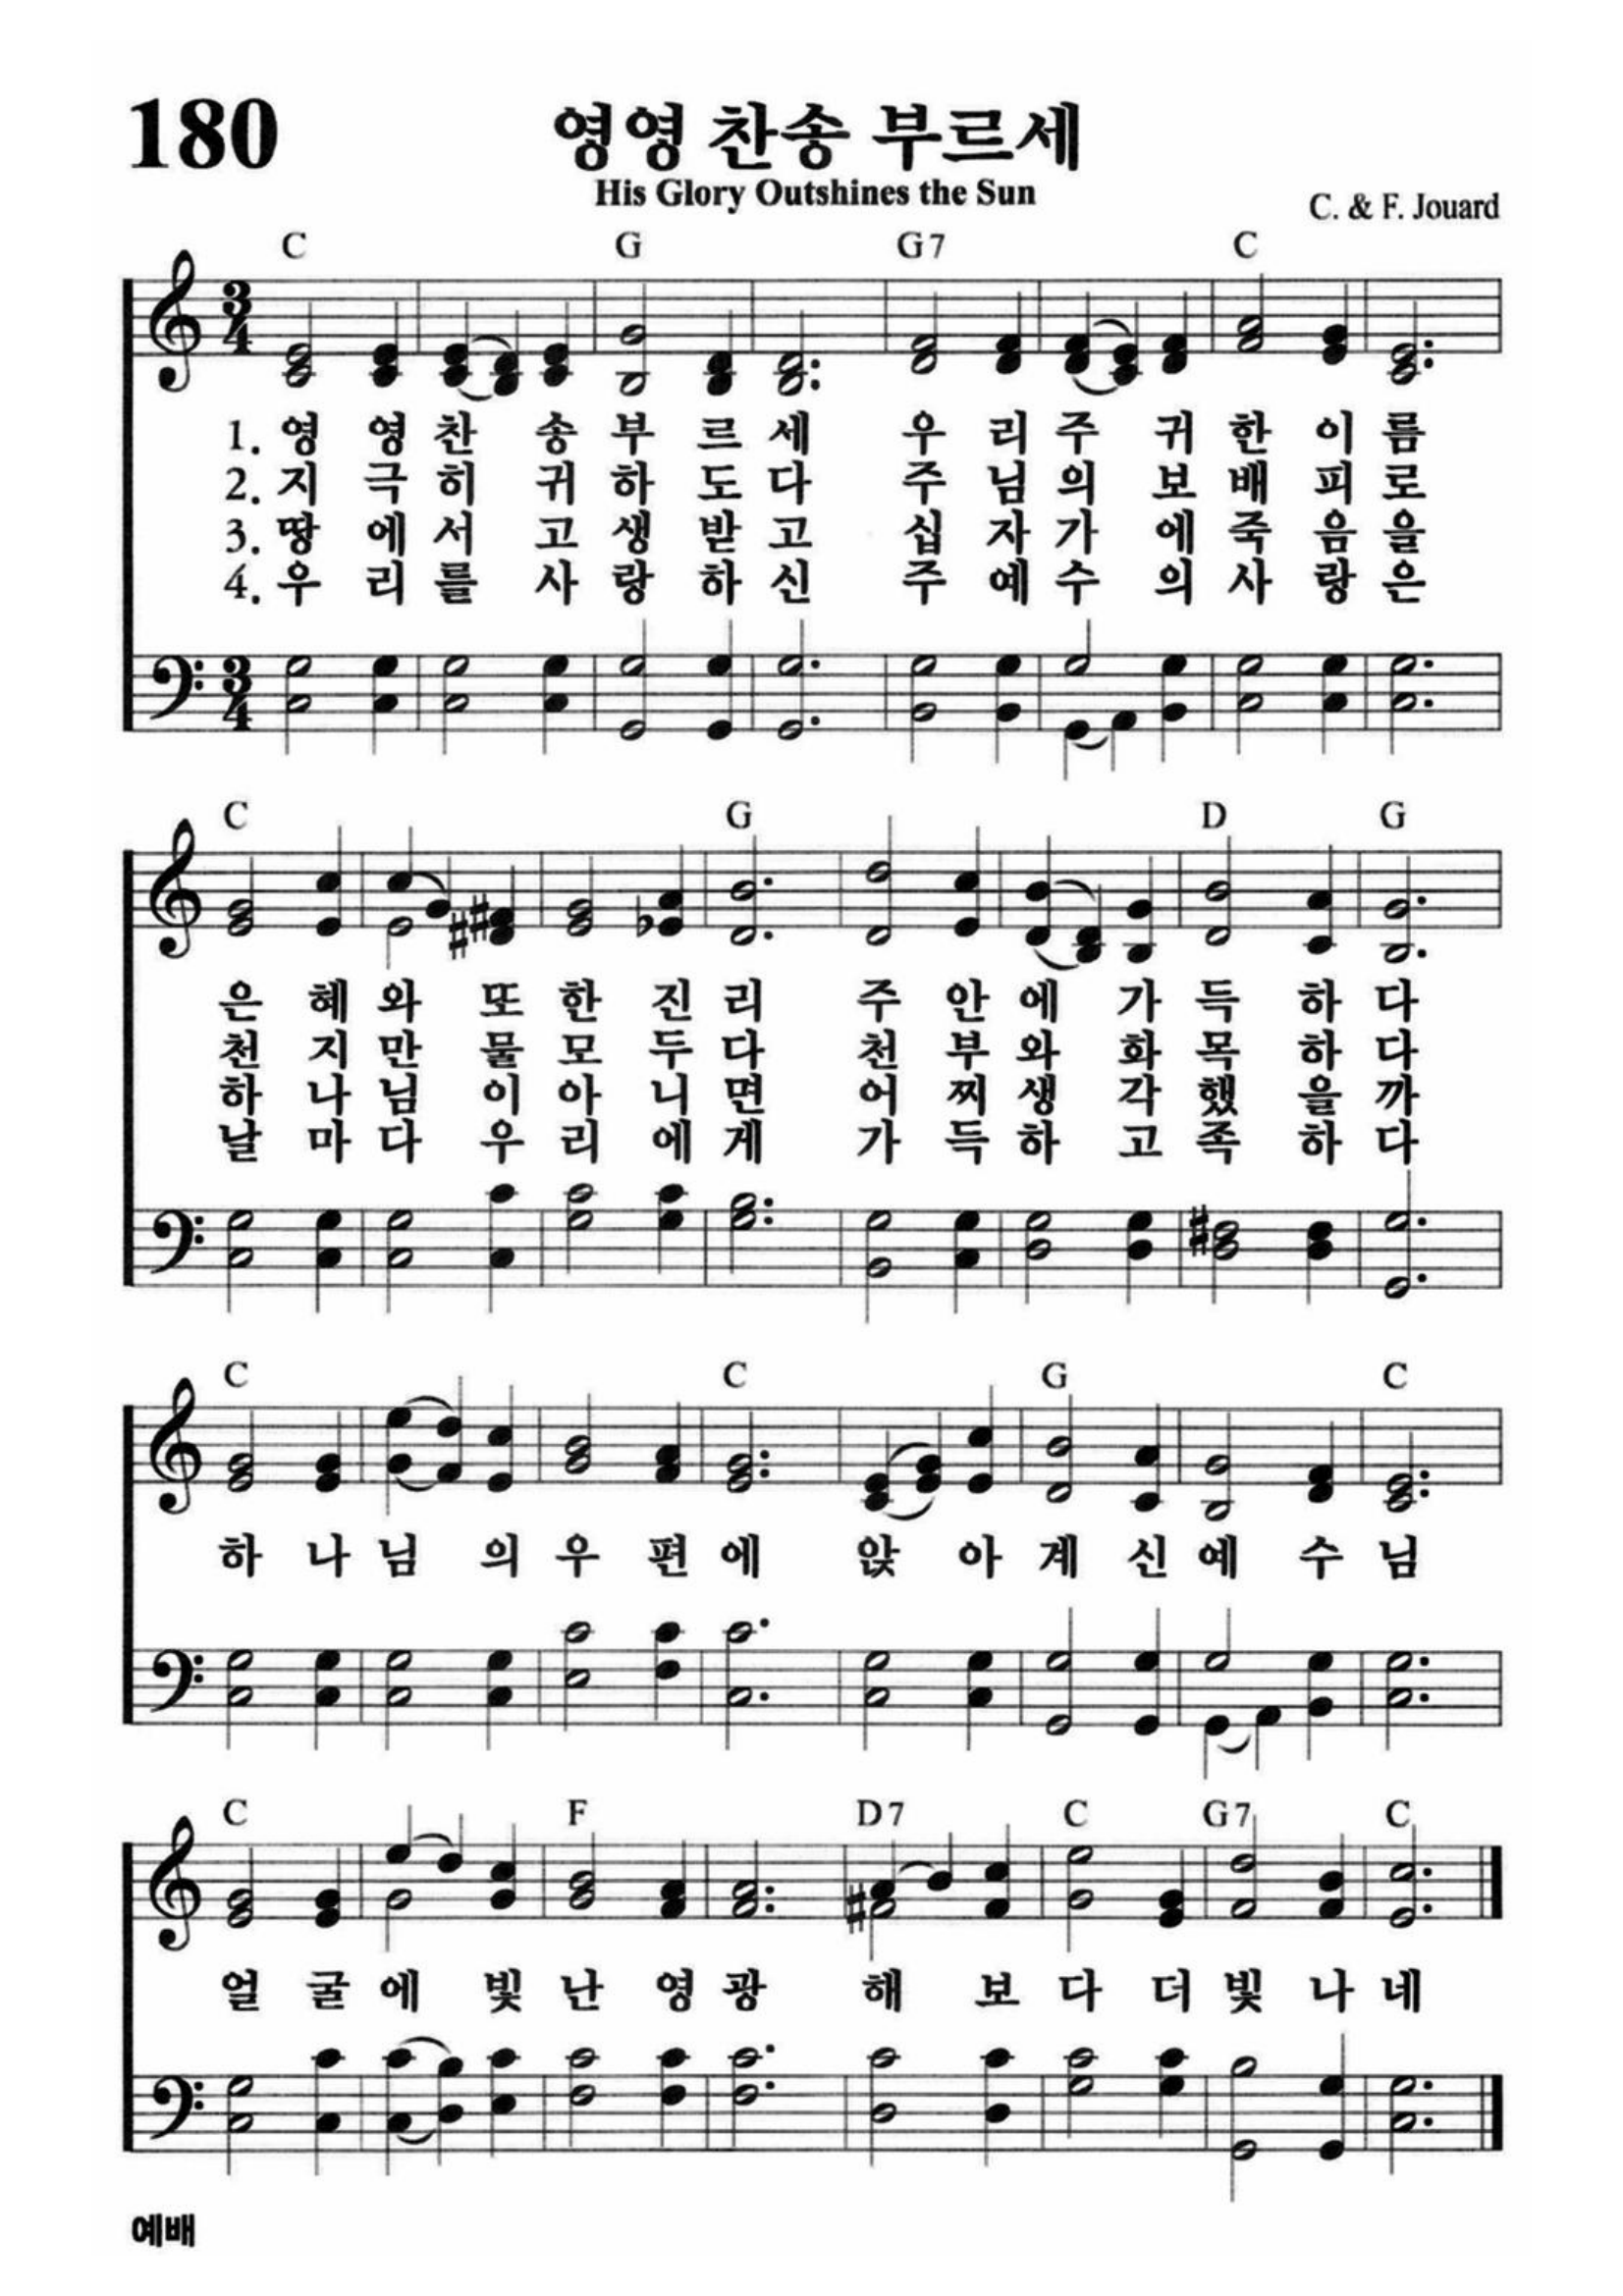 180
영영 찬송 부르세
His Glory Outshines the Sun
C. & F. Jouard
C G G7 C
3 4
1. 영 영 찬 송 부 르 세 우 리 주 귀 한 이 름
2. 지 극 히 귀 하 도 다 주 님 의 보 배 피 로
3. 땅 에 서 고 생 받 고 십 자 가 에 죽 음 을
4. 우 리 를 사 랑 하 신 주 예 수 의 사 랑 은
3 4
C G D G
은 혜 와 또 한 진 리 주 안 에 가 득 하 다
천 지 만 물 모 두 다 천 부 와 화 목 하 다
하 나 님 이 아 니 면 어 찌 생 각 했 을 까
날 마 다 우 리 에 게 가 득 하 고 족 하 다
C C G C
하 나 님 의 우 편 에 앉 아 계 신 예 수 님
C F D7 C G7 C
얼 굴 에 빛 난 영 광 해 보 다 더 빛 나 네
예배